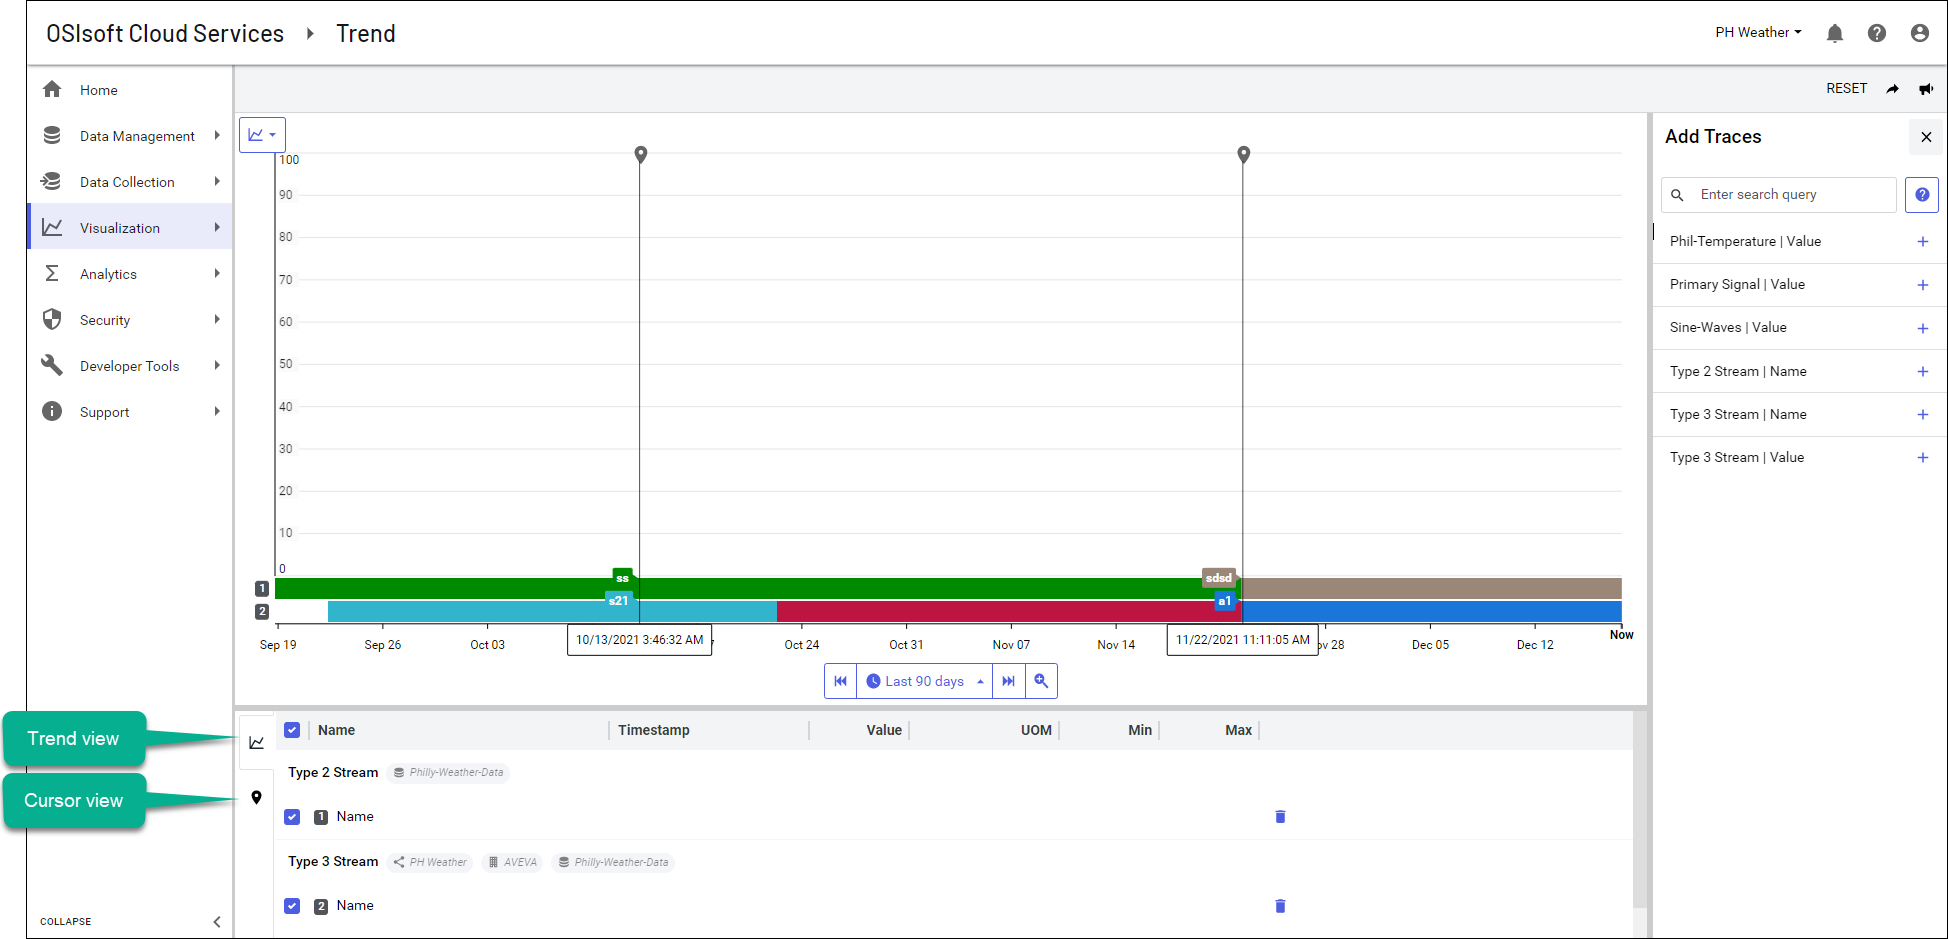 OSIsoft Cloud Services Trend
PH Weather
RESET
Home
Data Management
Data Collection
Visualization
Analytics
Security
Developer Tools
Support
COLLAPSE
100
90
80
70
60
50
40
30
20
10
0
ss
sdsd
1
s21
a1
2
10/13/2021 3:46:32 AM
11/22/2021 11:11:05 AM
Sep 19 Sep 26 Oct 03 Oct 24 Oct 31 Nov 07 Nov 14 ov 28 Dec 05 Dec 12 Now
Last 90 days
Add Traces
Enter search query
Phil-Temperature | Value
Primary Signal | Value
Sine-Waves | Value
Type 2 Stream | Name
Type 3 Stream | Name
Type 3 Stream | Value
Trend view
Cursor view
Name Timestamp Value UOM Min Max
Type 2 Stream Philly-Weather-Data
1 Name
Type 3 Stream PH Weather AVEVA Philly-Weather-Data
2 Name